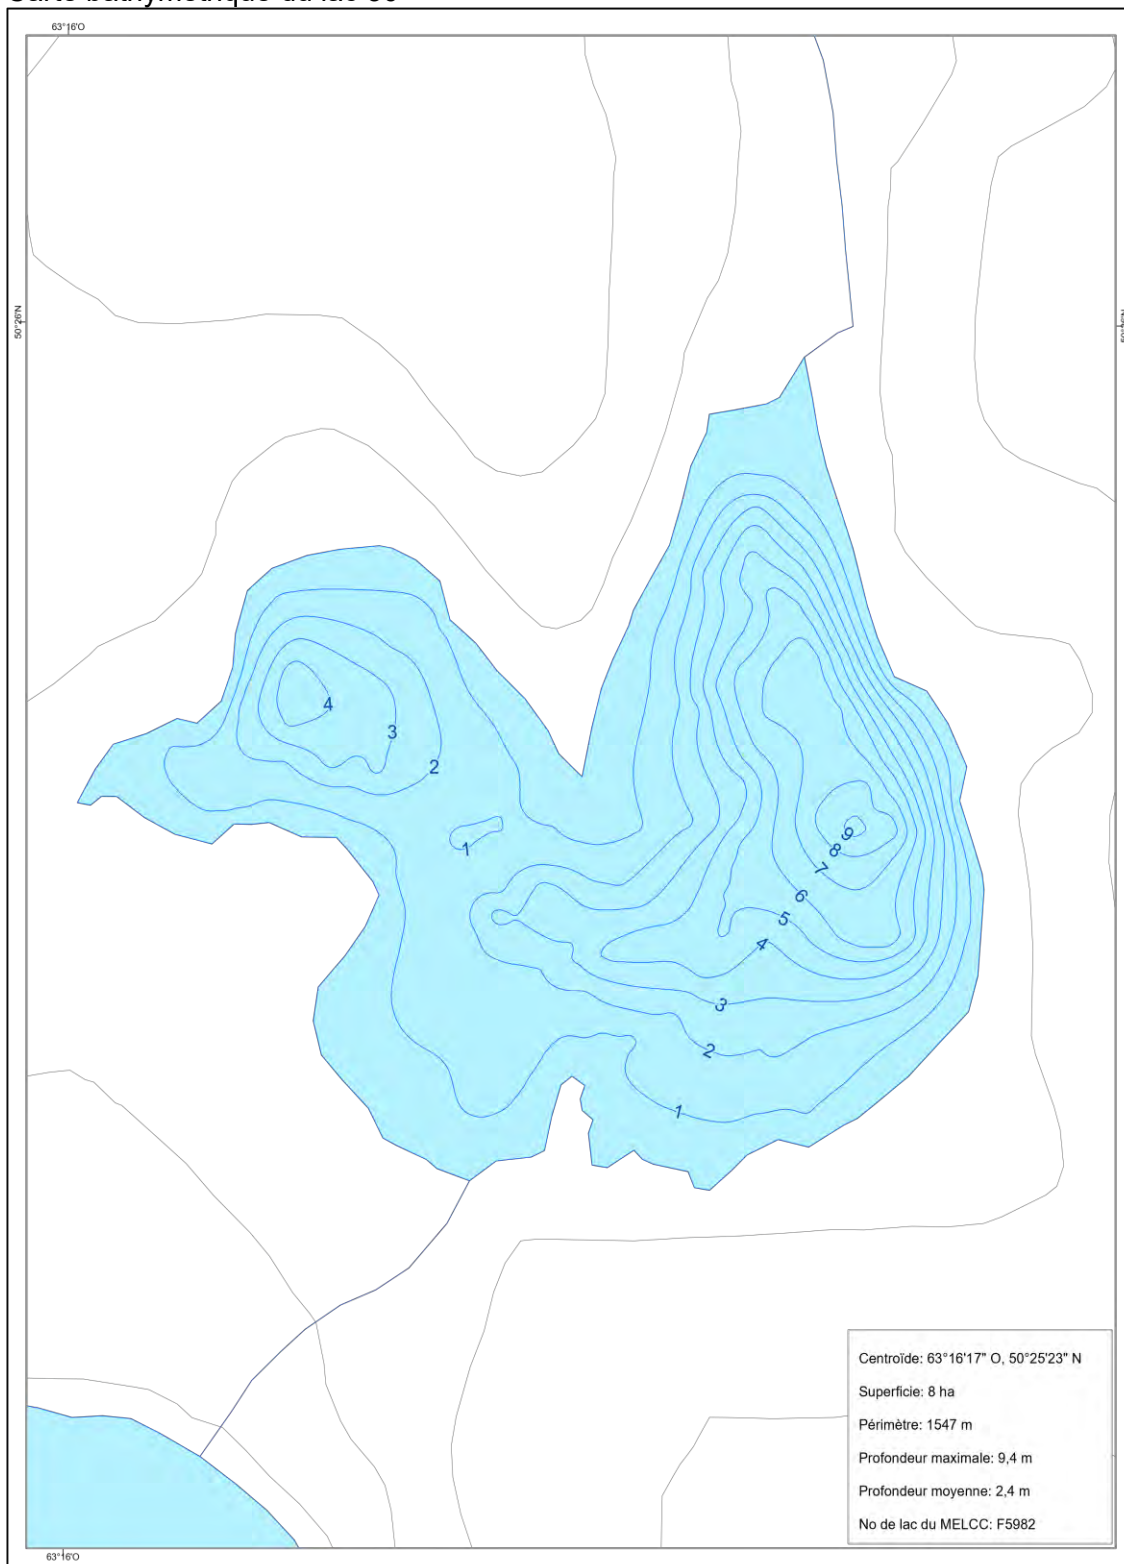 63°16'O
50°26'N
50°26'N
4
3
2
1
9
8
7
6
5
4
3
2
1
Centroïde: 63°16'17" O, 50°25'23" N
Superficie: 8 ha
Périmètre: 1547 m
Profondeur maximale: 9,4 m
Profondeur moyenne: 2,4 m
No de lac du MELCC: F5982
63°16'O